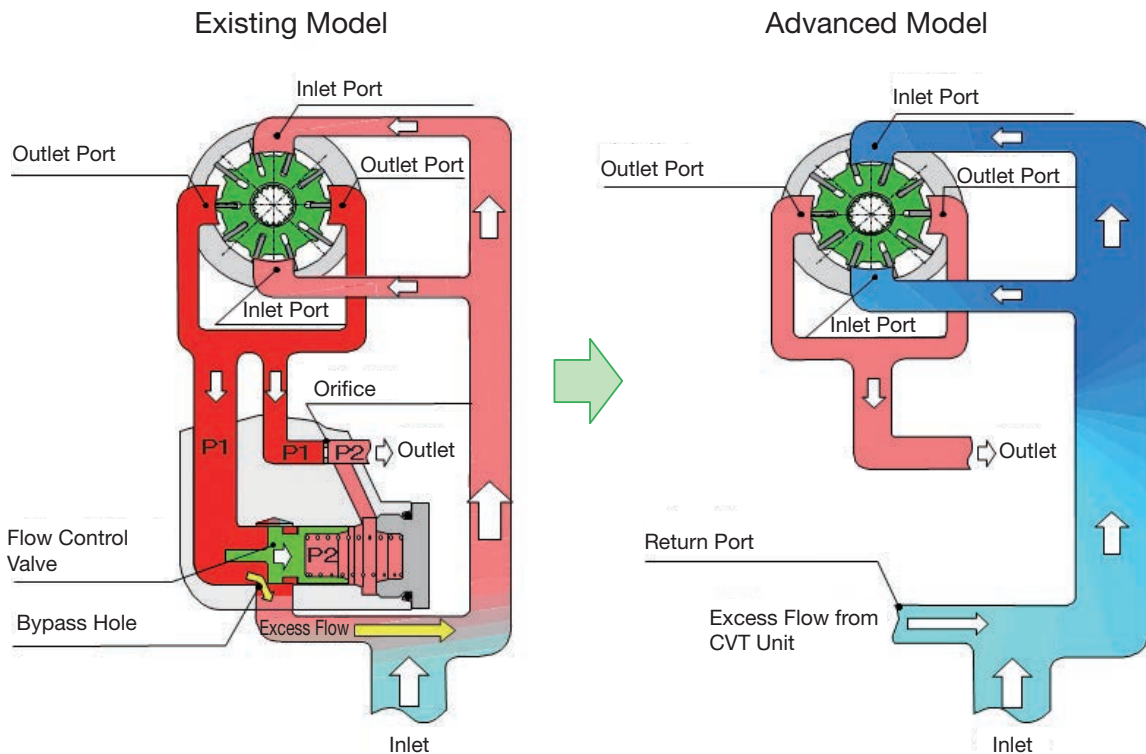 Existing Model
Inlet Port
Outlet Port
Outlet Port
Inlet Port
Orifice
P1
P1
P2
Outlet
Flow Control
Valve
P2
Bypass Hole
Excess Flow
Inlet
Advanced Model
Inlet Port
Outlet Port
Outlet Port
Inlet Port
Outlet
Return Port
Excess Flow from
CVT Unit
Inlet